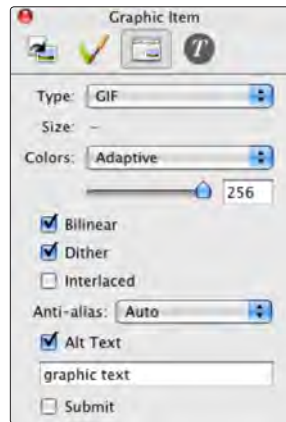 Graphic Item
T
Type: GIF
Size: –
Colors: Adaptive
256
Bilinear
Dither
Interlaced
Anti-alias: Auto
Alt Text
graphic text
Submit